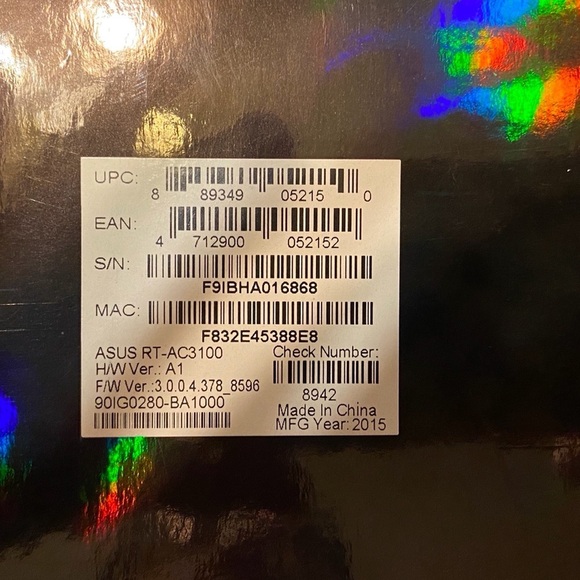 UPC:
8 89349 05215 0
EAN:
4 712900 052152
S/N:
F9IBHA016868
MAC:
F832E45388E8
ASUS RT-AC3100
H/W Ver.: A1
F/W Ver.:3.0.0.4.378_8596
90IG0280-BA1000
Check Number:
8942
Made In China
MFG Year: 2015